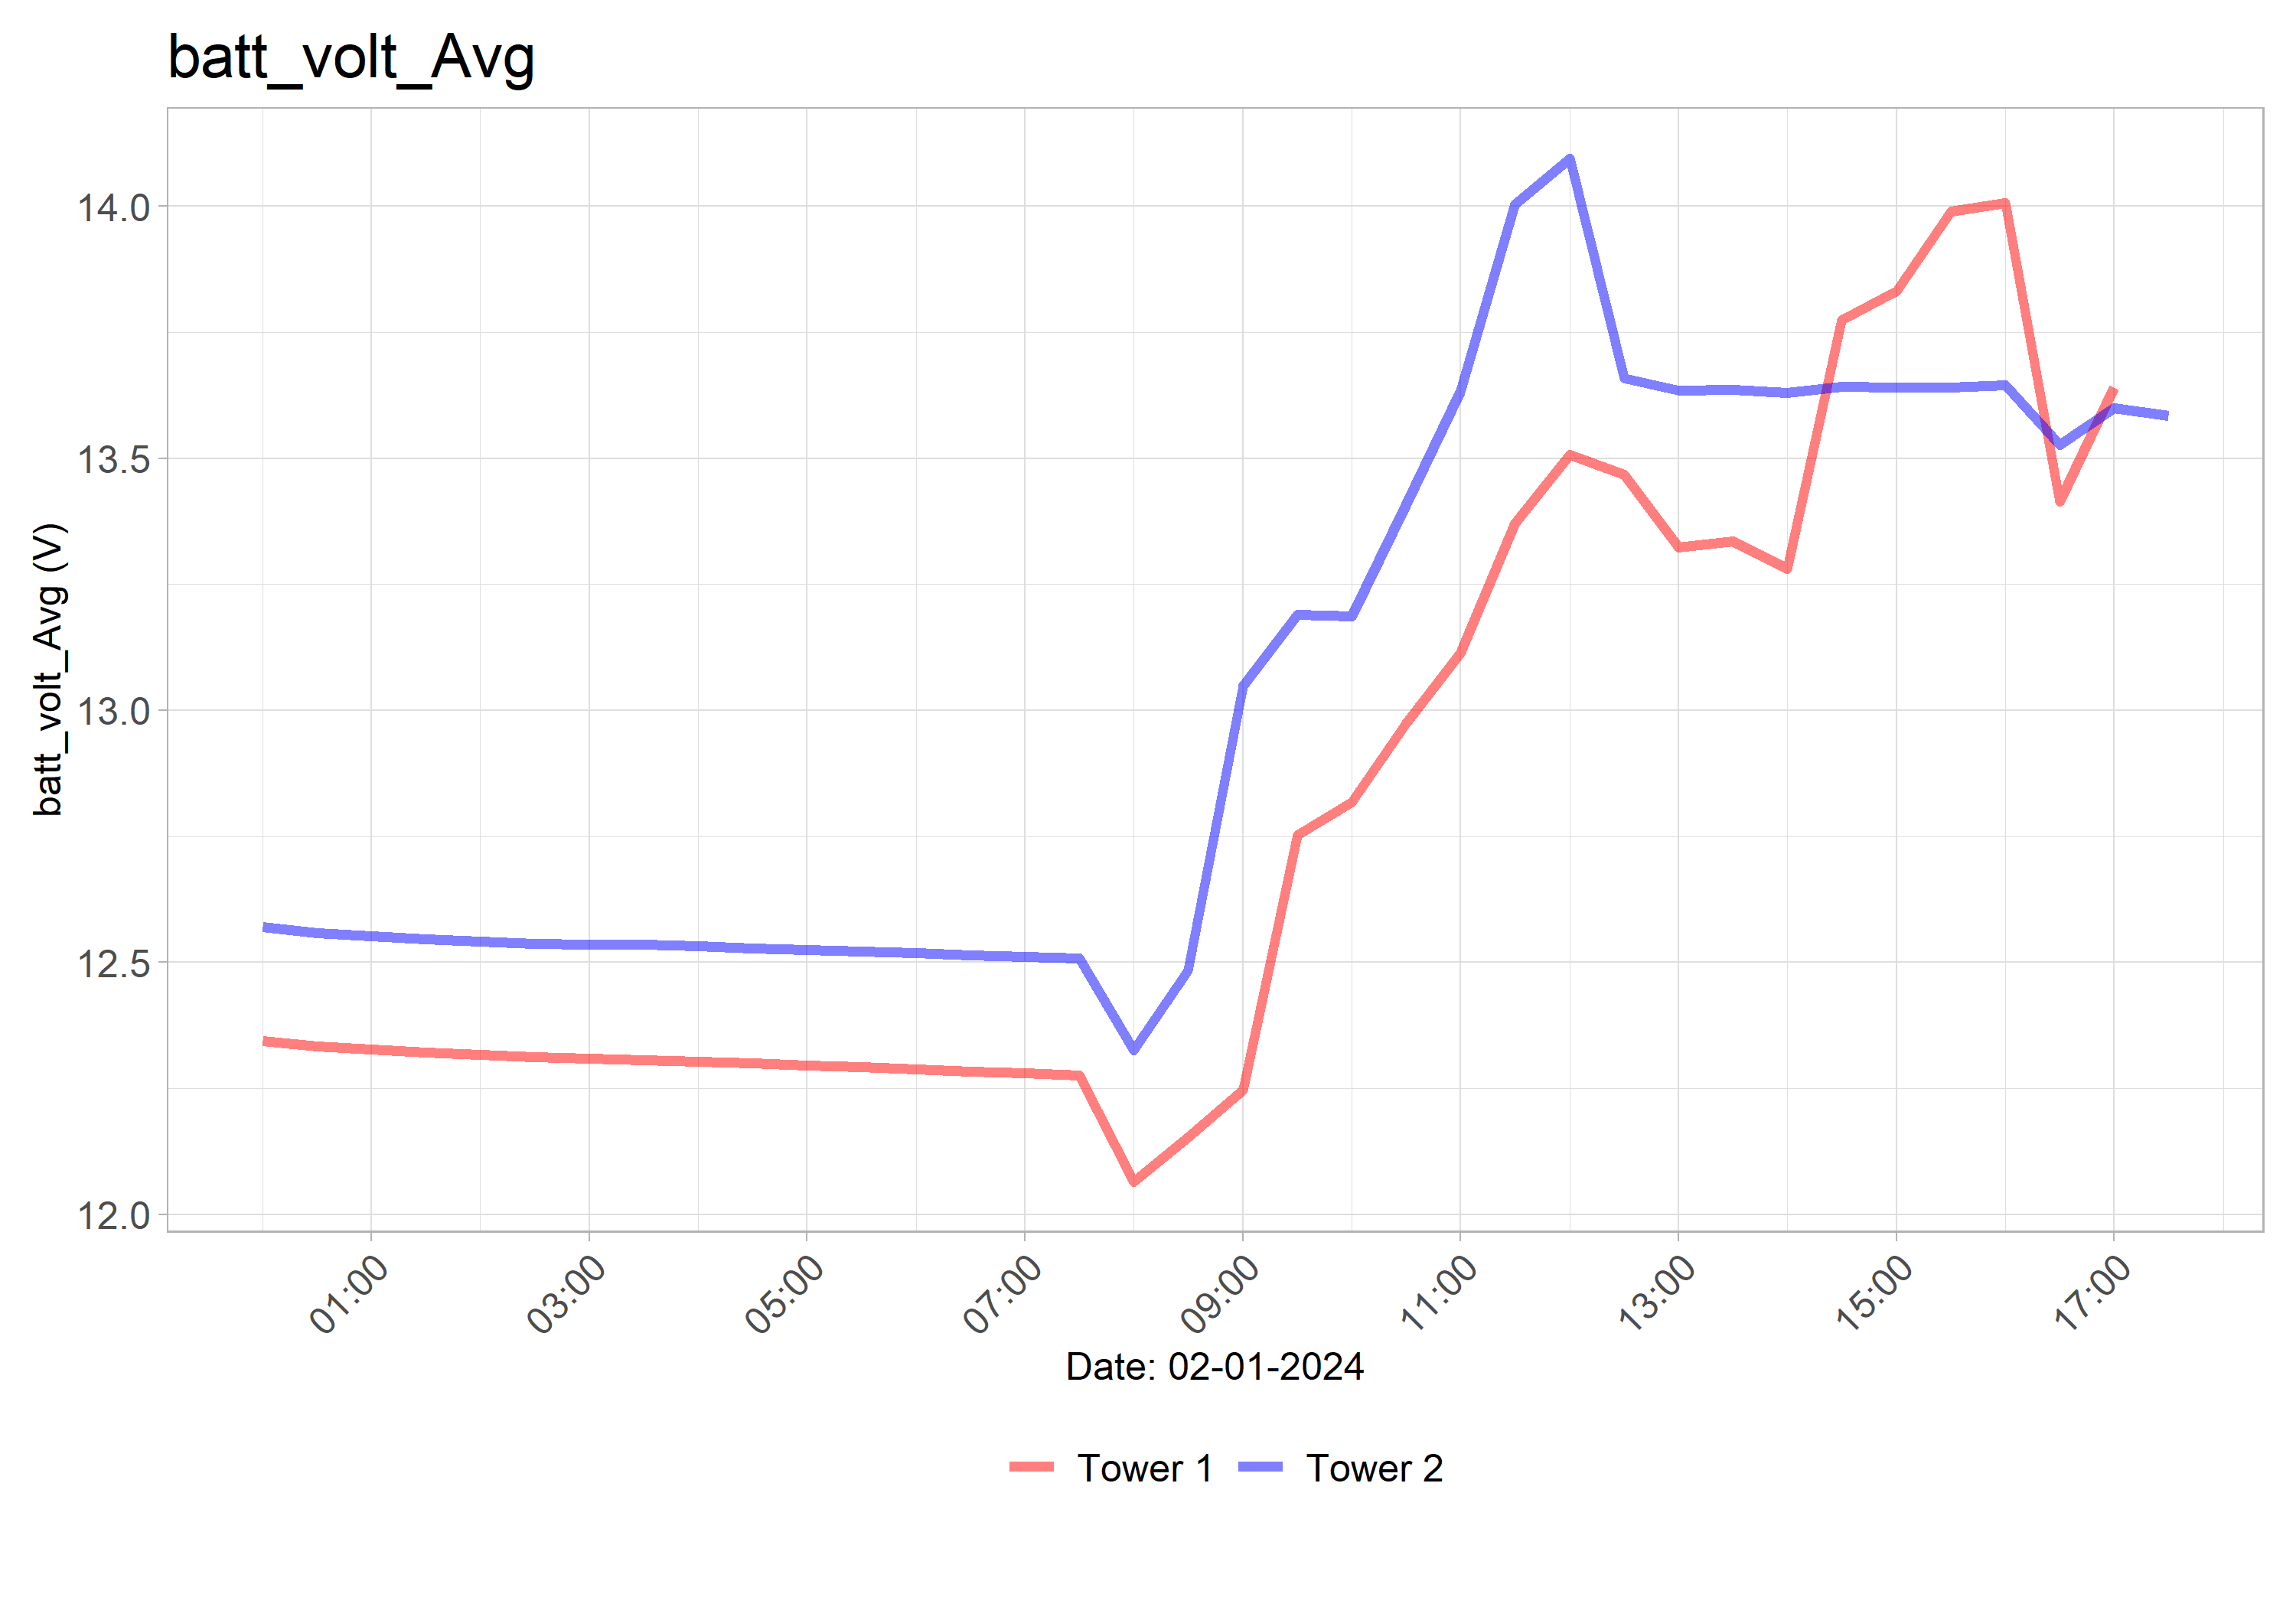 batt_volt_Avg
batt_volt_Avg (V)
14.0
13.5
13.0
12.5
12.0
01:00 03:00 05:00 07:00 09:00 11:00 13:00 15:00 17:00
Date: 02-01-2024
Tower 1 Tower 2